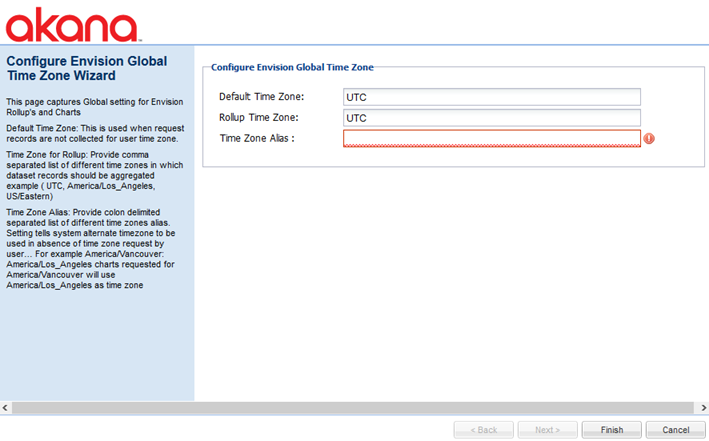 akana
Configure Envision Global
Time Zone Wizard
This page captures Global setting for Envision
Rollup's and Charts
Default Time Zone: This is used when request
records are not collected for user time zone.
Time Zone for Rollup: Provide comma
separated list of different time zones in which
dataset records should be aggregated
example ( UTC, America/Los_Angeles,
US/Eastern)
Time Zone Alias: Provide colon delimited
separated list of different time zones alias.
Setting tells system alternate timezone to be
used in absence of time zone request by
user... For example America/Vancouver:
America/Los_Angeles charts requested for
America/Vancouver will use
America/Los_Angeles as time zone
Configure Envision Global Time Zone
Default Time Zone: UTC
Rollup Time Zone: UTC
Time Zone Alias :
< Back Next > Finish Cancel